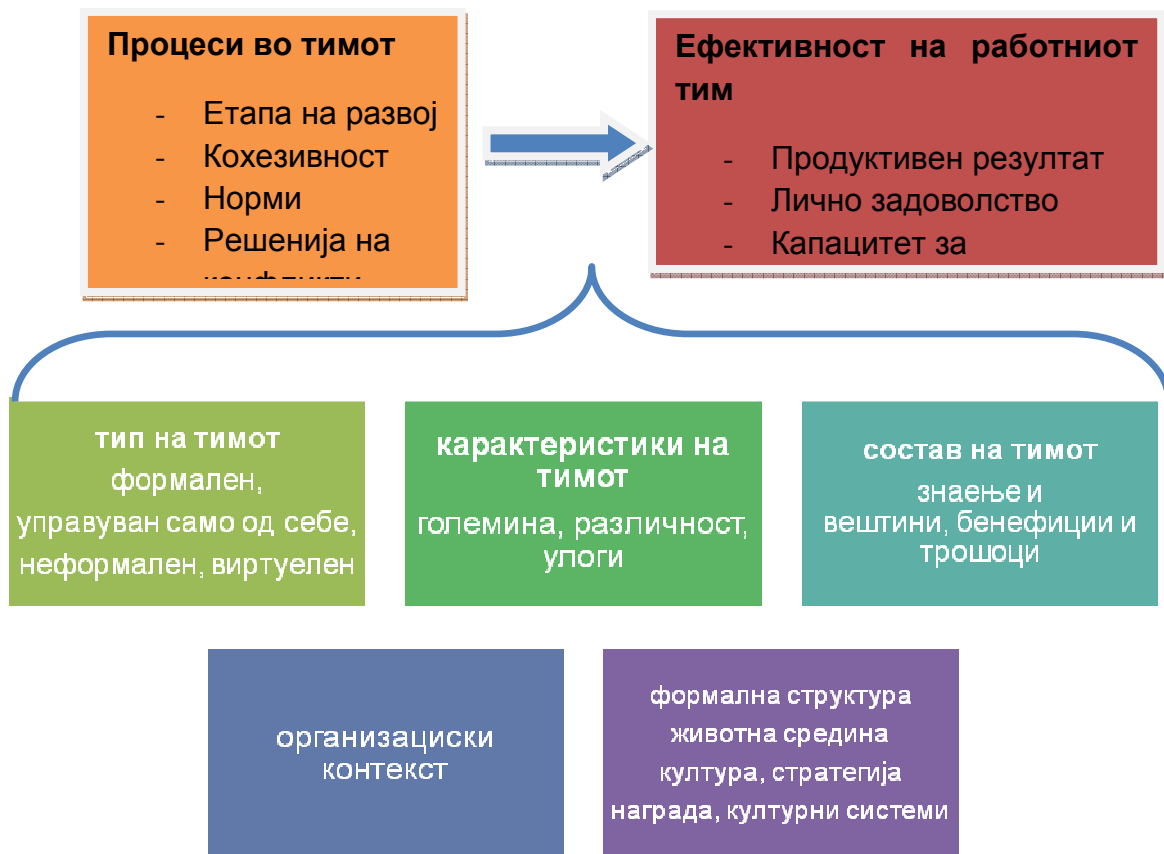 Процеси во тимот
- Етапа на развој
- Кохезивност
- Норми
- Решенија на
Ефективност на работниот
тим
- Продуктивен резултат
- Лично задоволство
- Капацитет за
тип на тимот
формален,
управуван само од себе,
неформален, виртуелен
карактеристики на
тимот
големина, различност,
улоги
состав на тимот
знаење и
вештини, бенефиции и
трошоци
организациски
контекст
формална структура
животна средина
култура, стратегија
награда, културни системи